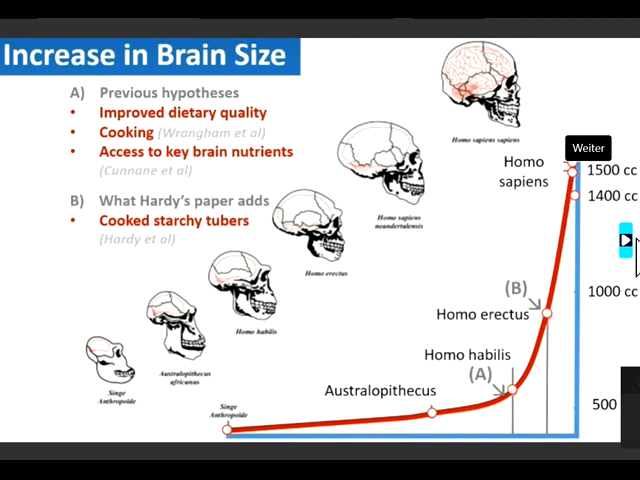 Increase in Brain Size
A) Previous hypotheses
• Improved dietary quality
• Cooking (Wrangham et al)
• Access to key brain nutrients
(Cunnane et al)
B) What Hardy's paper adds
• Cooked starchy tubers
(Hardy et al)
Homo sapiens sapiens
Homo sapiens
neandertalensis
Homo erectus
Homo habilis
Australopithecus
africanus
Singe
Anthropoïde
Weiter
Homo
sapiens
1500 cc
1400 cc
1000 cc
(B)
Homo erectus
Homo habilis
(A)
Australopithecus
500
Singe
Anthropoïde